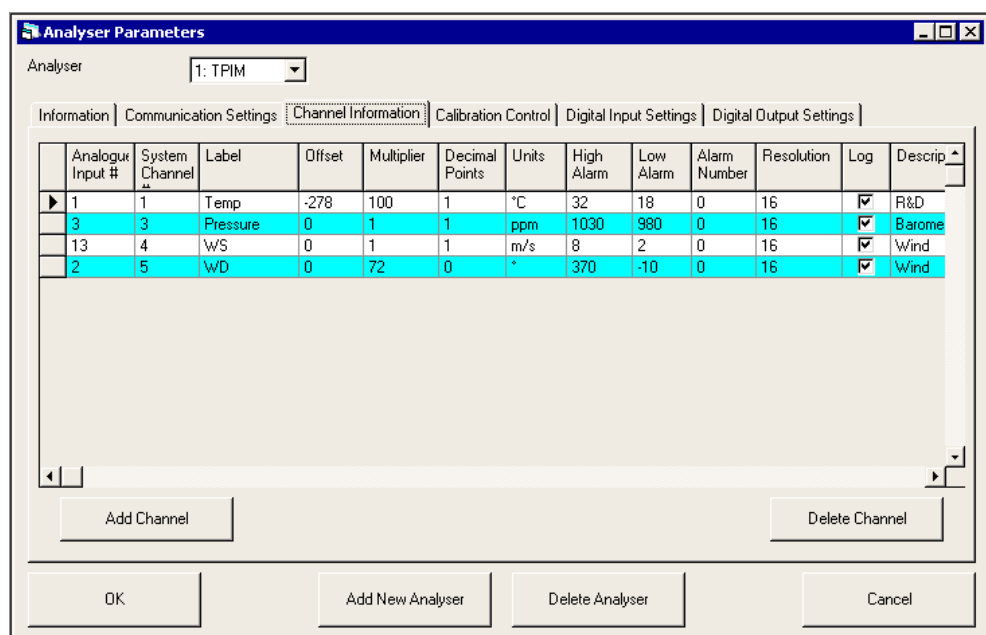 Analyser Parameters
Analyser 1: TPIM
Information Communication Settings Channel Information Calibration Control Digital Input Settings Digital Output Settings
Analogue Input # System Channel # Label Offset Multiplier Decimal Points Units High Alarm Low Alarm Alarm Number Resolution Log Descrip
1 1 Temp -278 100 1 °C 32 18 0 16 R&D
3 3 Pressure 0 1 1 ppm 1030 980 0 16 Barome
13 4 WS 0 1 1 m/s 8 2 0 16 Wind
2 5 WD 0 72 0 ° 370 -10 0 16 Wind
Add Channel Delete Channel
OK Add New Analyser Delete Analyser Cancel